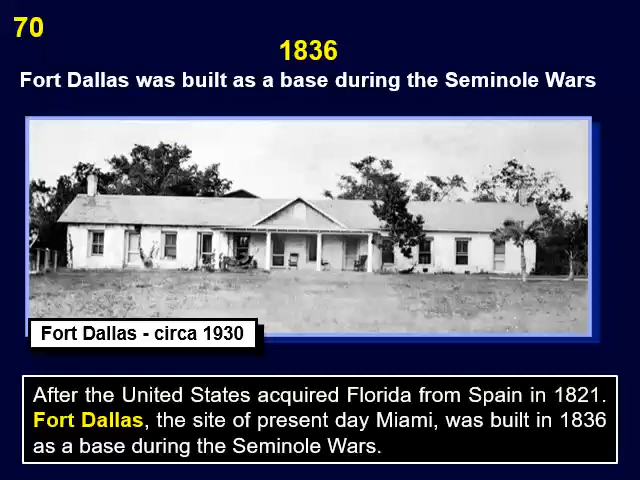 70
1836
Fort Dallas was built as a base during the Seminole Wars
Fort Dallas - circa 1930
After the United States acquired Florida from Spain in 1821.
Fort Dallas, the site of present day Miami, was built in 1836
as a base during the Seminole Wars.